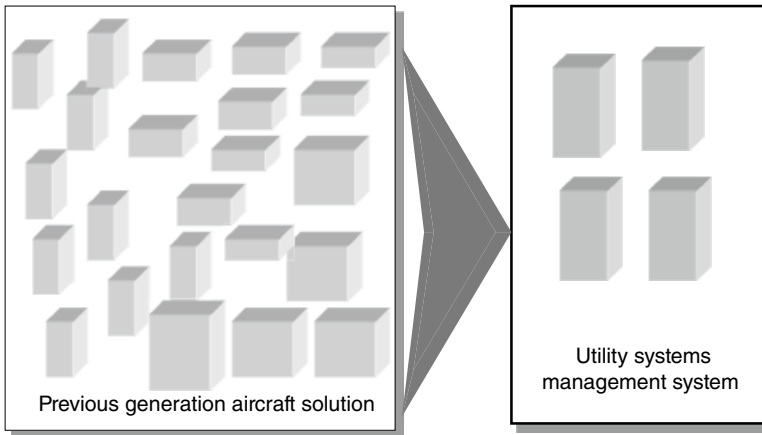 Previous generation aircraft solution
Utility systems
management system